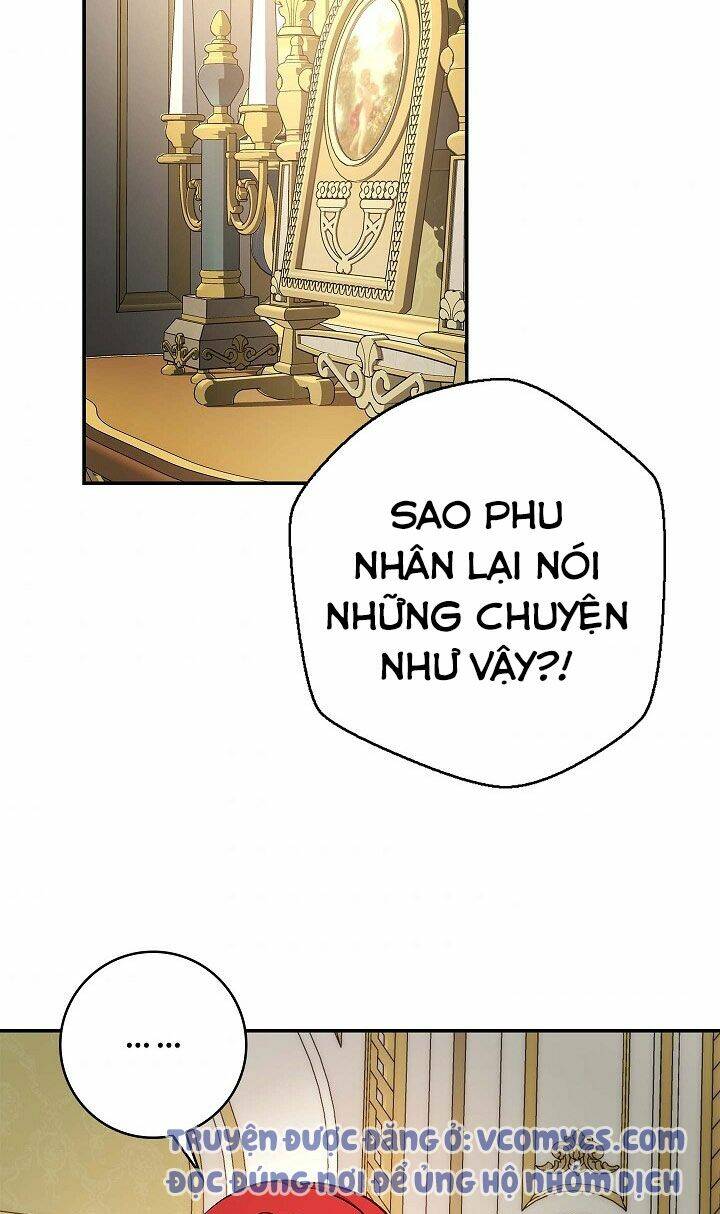 SAO PHU
NHÂN LẠI NÓI
NHỮNG CHUYỆN
NHƯ VẬY?!
... ...
TRUYỆN ĐƯỢC ĐĂNG Ở: vcomycs.com
ĐỌC ĐÚNG NƠI ĐỂ ỦNG HỘ NHÓM DỊCH